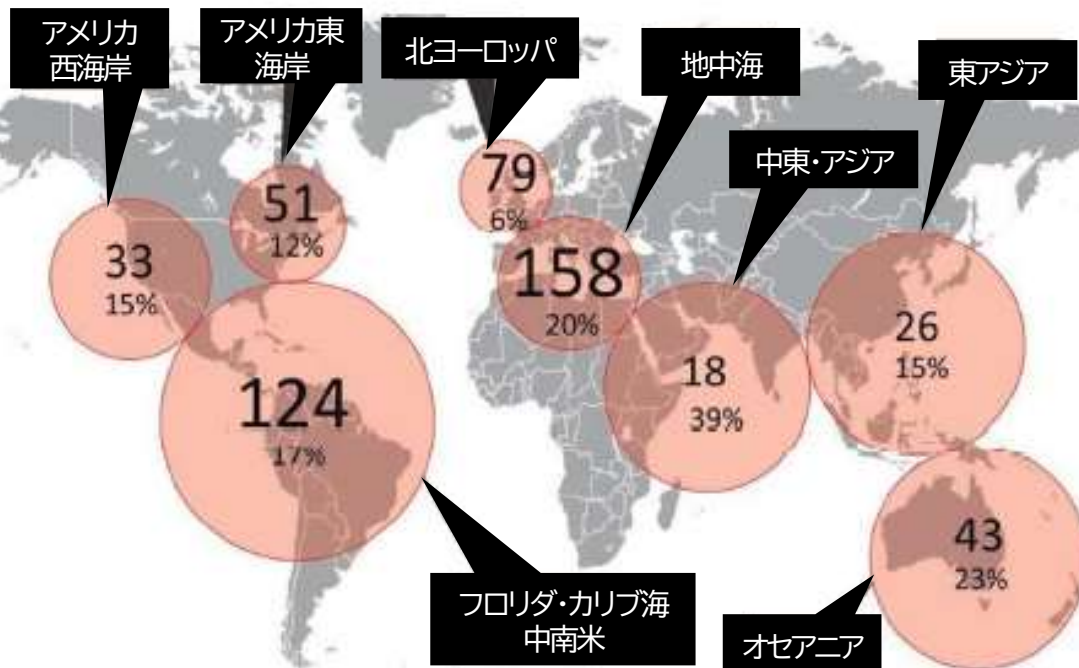 アメリカ
西海岸
アメリカ東
海岸
北ヨーロッパ
地中海
東アジア
中東・アジア
33
15%
51
12%
79
6%
158
20%
18
39%
26
15%
124
17%
43
23%
フロリダ・カリブ海
中南米
オセアニア